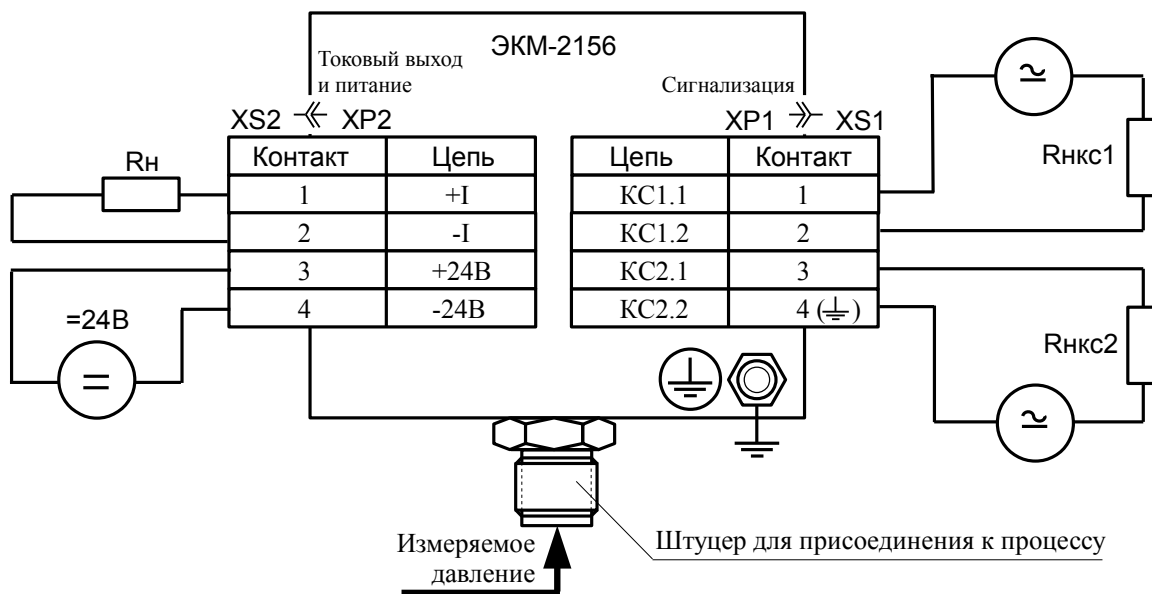 ЭКМ-2156
Токовый выход
и питание
Сигнализация
XS2 XP2
XP1 XS1
Контакт Цепь
1 +I
2 -I
3 +24В
4 -24В
Цепь Контакт
КС1.1 1
КС1.2 2
КС2.1 3
КС2.2 4 (⏚)
Rн
=24В
=
~
Rнкс1
Rнкс2
~
Штуцер для присоединения к процессу
Измеряемое
давление